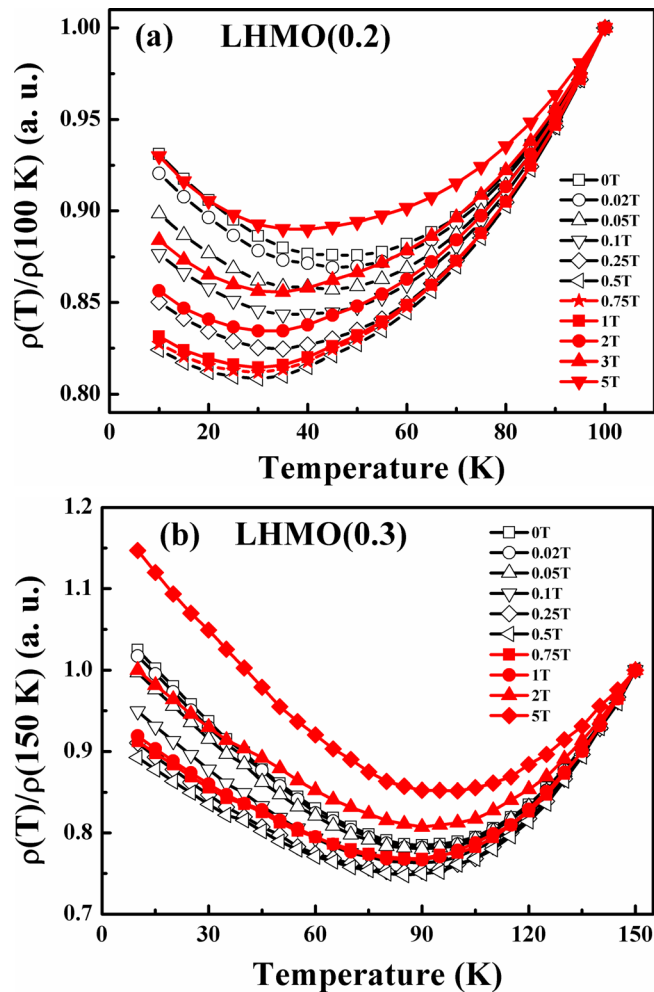 (a) LHMO(0.2)
ρ(T)/ρ(100 K) (a. u.)
1.00
0.95
0.90
0.85
0.80
0T
0.02T
0.05T
0.1T
0.25T
0.5T
0.75T
1T
2T
3T
5T
0 20 40 60 80 100
Temperature (K)
(b) LHMO(0.3)
ρ(T)/ρ(150 K) (a. u.)
1.2
1.1
1.0
0.9
0.8
0.7
0T
0.02T
0.05T
0.1T
0.25T
0.5T
0.75T
1T
2T
5T
0 30 60 90 120 150
Temperature (K)